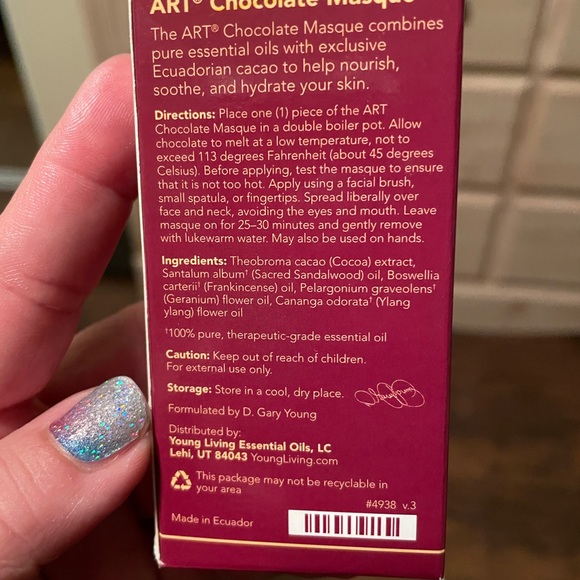 ART® Chocolate Masque
The ART® Chocolate Masque combines
pure essential oils with exclusive
Ecuadorian cacao to help nourish,
soothe, and hydrate your skin.
Directions: Place one (1) piece of the ART
Chocolate Masque in a double boiler pot. Allow
chocolate to melt at a low temperature, not to
exceed 113 degrees Fahrenheit (about 45 degrees
Celsius). Before applying, test the masque to ensure
that it is not too hot. Apply using a facial brush,
small spatula, or fingertips. Spread liberally over
face and neck, avoiding the eyes and mouth. Leave
masque on for 25–30 minutes and gently remove
with lukewarm water. May also be used on hands.
Ingredients: Theobroma cacao (Cocoa) extract,
Santalum album† (Sacred Sandalwood) oil, Boswellia
carterii† (Frankincense) oil, Pelargonium graveolens†
(Geranium) flower oil, Cananga odorata† (Ylang
ylang) flower oil
†100% pure, therapeutic-grade essential oil
Caution: Keep out of reach of children.
For external use only.
Storage: Store in a cool, dry place.
Formulated by D. Gary Young
Distributed by:
Young Living Essential Oils, LC
Lehi, UT 84043 YoungLiving.com
This package may not be recyclable in
your area
#4938 v.3
Made in Ecuador